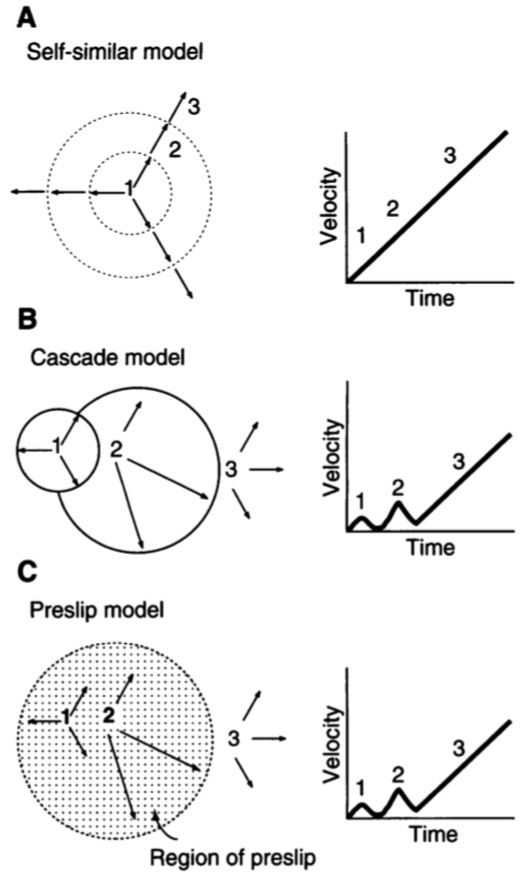 A
Self-similar model
3
2
1
Velocity
1
2
3
Time
B
Cascade model
1
2
3
Velocity
1
2
3
Time
C
Preslip model
1
2
3
Region of preslip
Velocity
1
2
3
Time